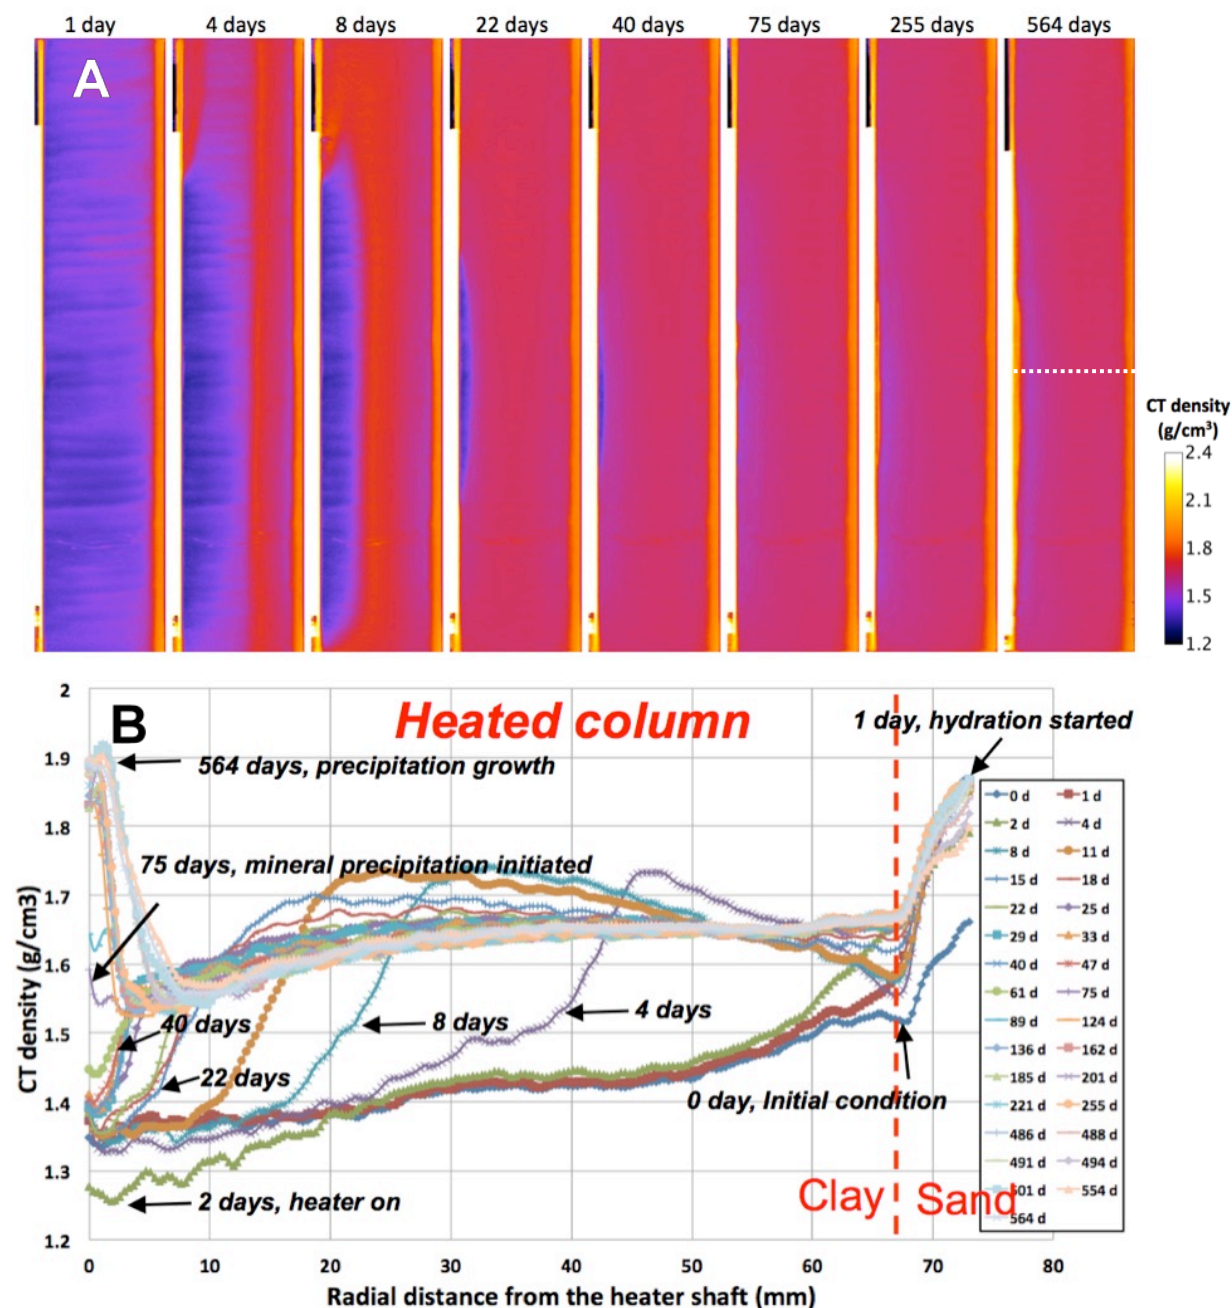 1 day 4 days 8 days 22 days 40 days 75 days 255 days 564 days
A
CT density
(g/cm³)
2.4
2.1
1.8
1.5
1.2
B
Heated column
1 day, hydration started
564 days, precipitation growth
75 days, mineral precipitation initiated
40 days
22 days
8 days
4 days
0 day, Initial condition
2 days, heater on
Clay
Sand
0 d 1 d
2 d 4 d
8 d 11 d
15 d 18 d
22 d 25 d
29 d 33 d
40 d 47 d
61 d 75 d
89 d 124 d
136 d 162 d
185 d 201 d
221 d 255 d
486 d 488 d
491 d 494 d
501 d 554 d
564 d
CT density (g/cm3)
2
1.9
1.8
1.7
1.6
1.5
1.4
1.3
1.2
0 10 20 30 40 50 60 70 80
Radial distance from the heater shaft (mm)